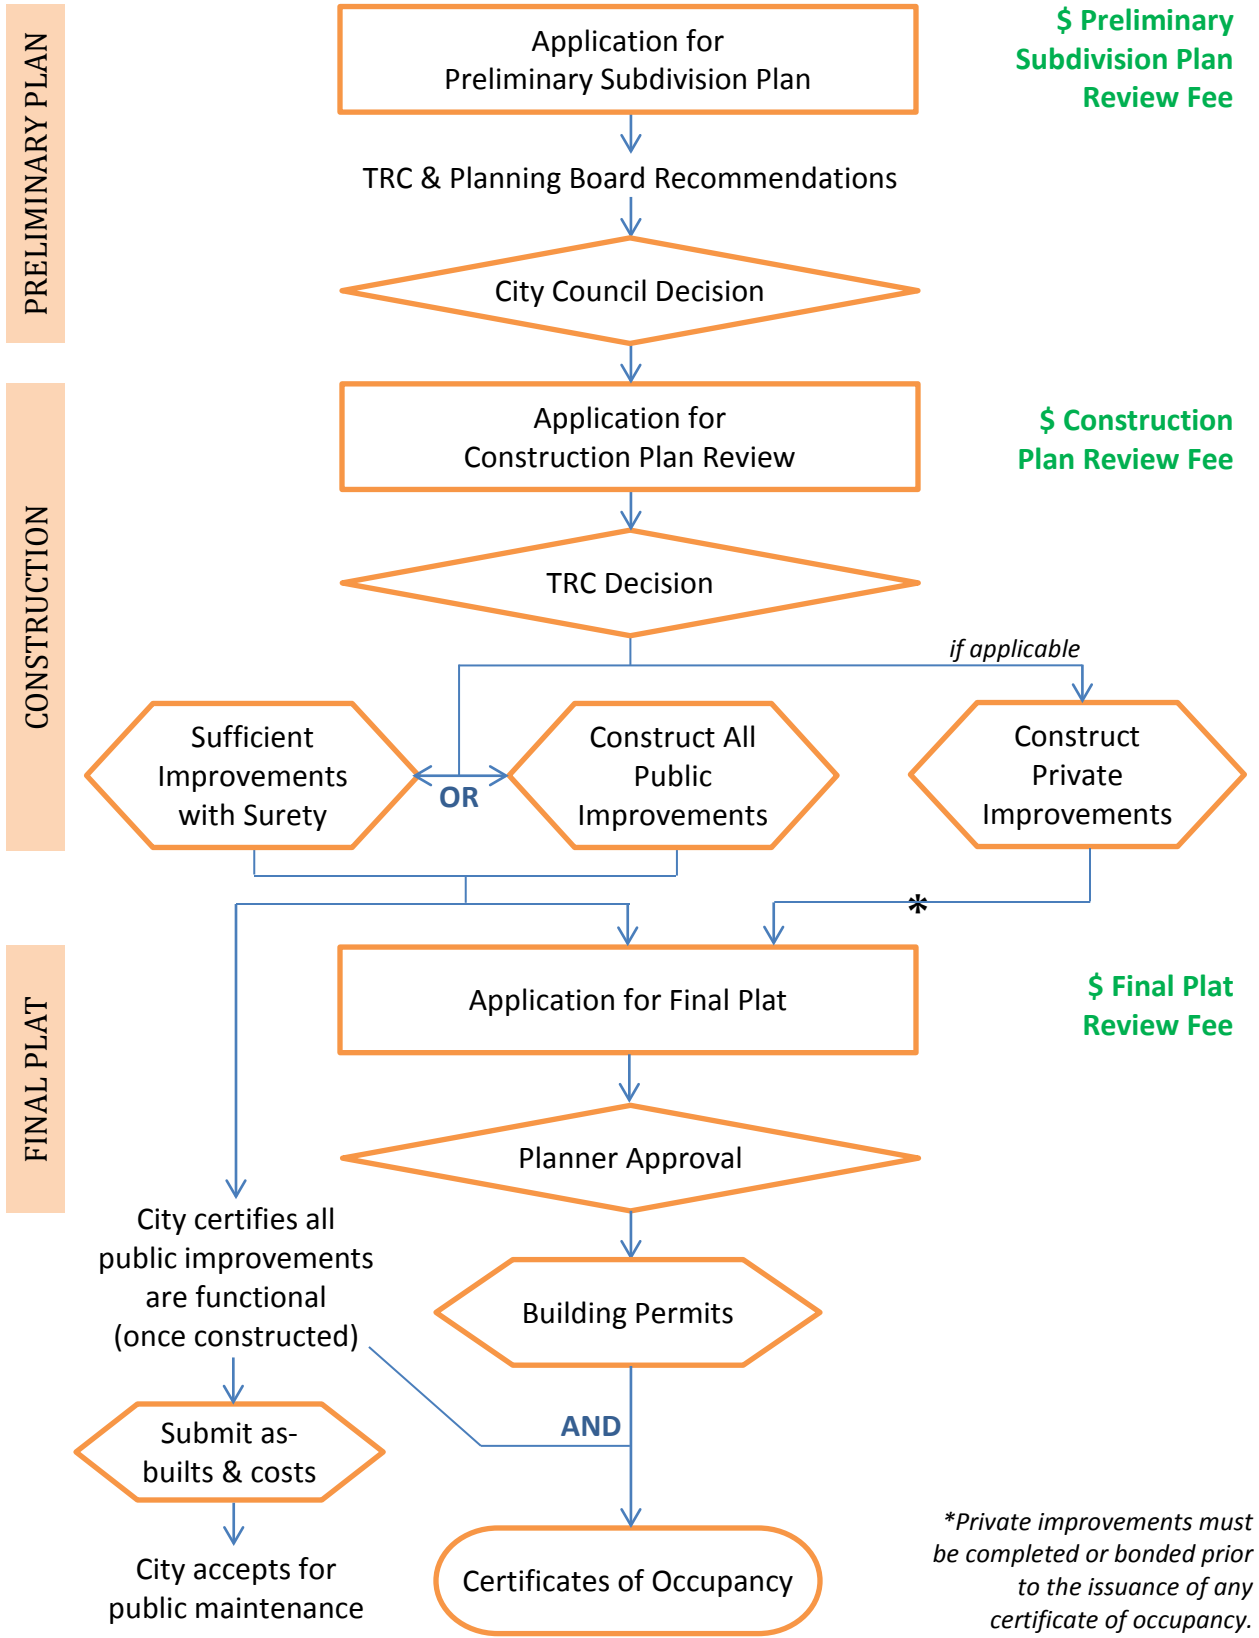 PRELIMINARY PLAN
Application for
Preliminary Subdivision Plan
$ Preliminary
Subdivision Plan
Review Fee
TRC & Planning Board Recommendations
City Council Decision
CONSTRUCTION
Application for
Construction Plan Review
$ Construction
Plan Review Fee
TRC Decision
if applicable
Sufficient
Improvements
with Surety
OR
Construct All
Public
Improvements
Construct
Private
Improvements
*
FINAL PLAT
Application for Final Plat
$ Final Plat
Review Fee
Planner Approval
City certifies all
public improvements
are functional
(once constructed)
Building Permits
AND
Submit as-
builts & costs
City accepts for
public maintenance
Certificates of Occupancy
*Private improvements must
be completed or bonded prior
to the issuance of any
certificate of occupancy.